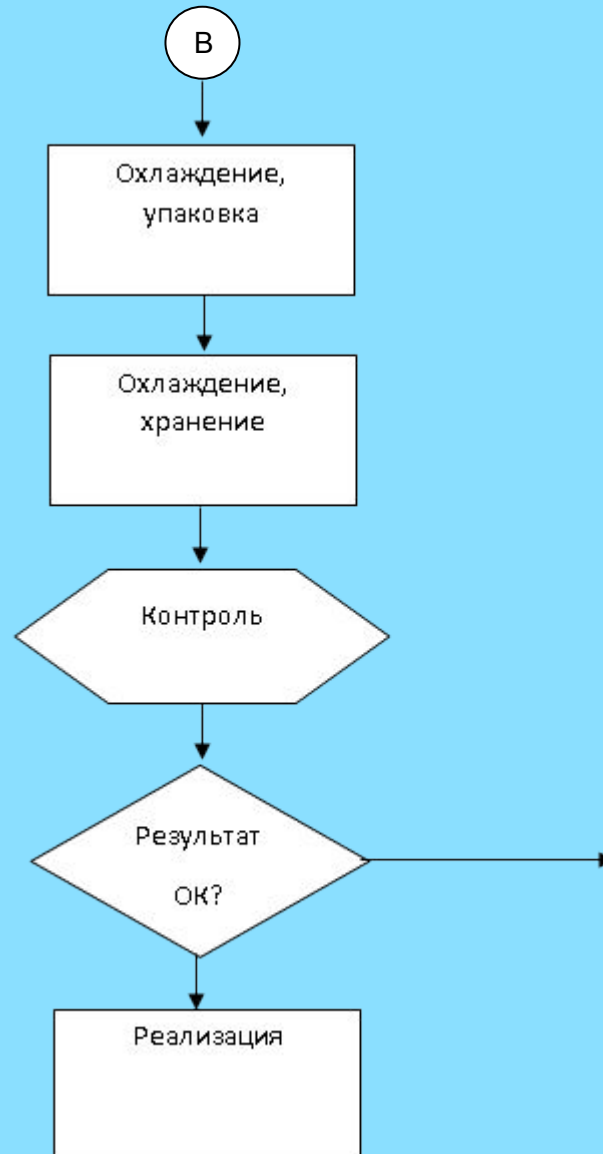 В
Охлаждение,
упаковка
Охлаждение,
хранение
Контроль
Результат
ОК?
Реализация